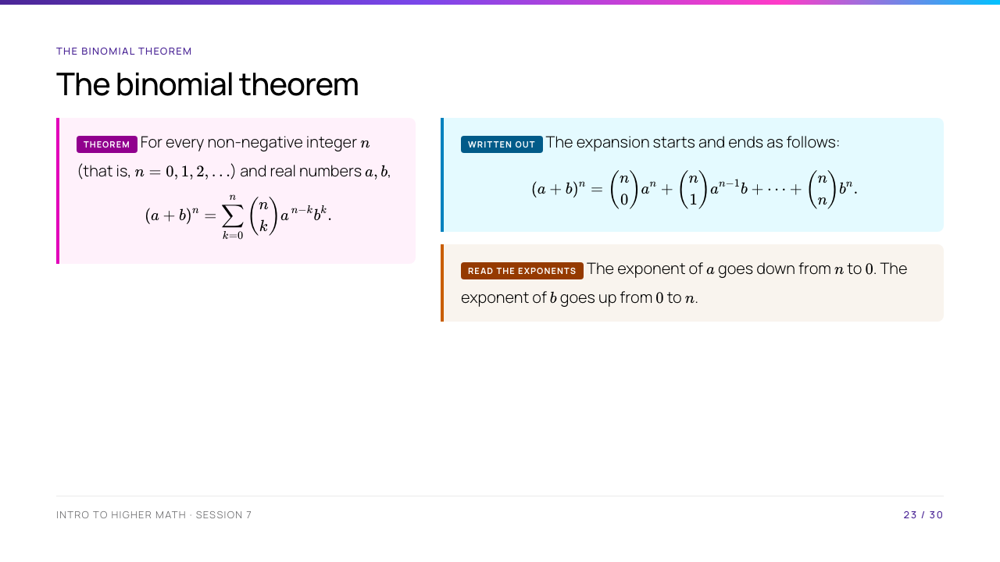 THE BINOMIAL THEOREM
The binomial theorem
THEOREM For every non-negative integer n
(that is, n = 0, 1, 2, . . .) and real numbers a, b,
(a + b)^n = \sum_{k=0}^{n} \binom{n}{k} a^{n-k} b^k.
WRITTEN OUT The expansion starts and ends as follows:
(a + b)^n = \binom{n}{0} a^n + \binom{n}{1} a^{n-1} b + · · · + \binom{n}{n} b^n.
READ THE EXPONENTS The exponent of a goes down from n to 0. The
exponent of b goes up from 0 to n.
INTRO TO HIGHER MATH · SESSION 7
23 / 30